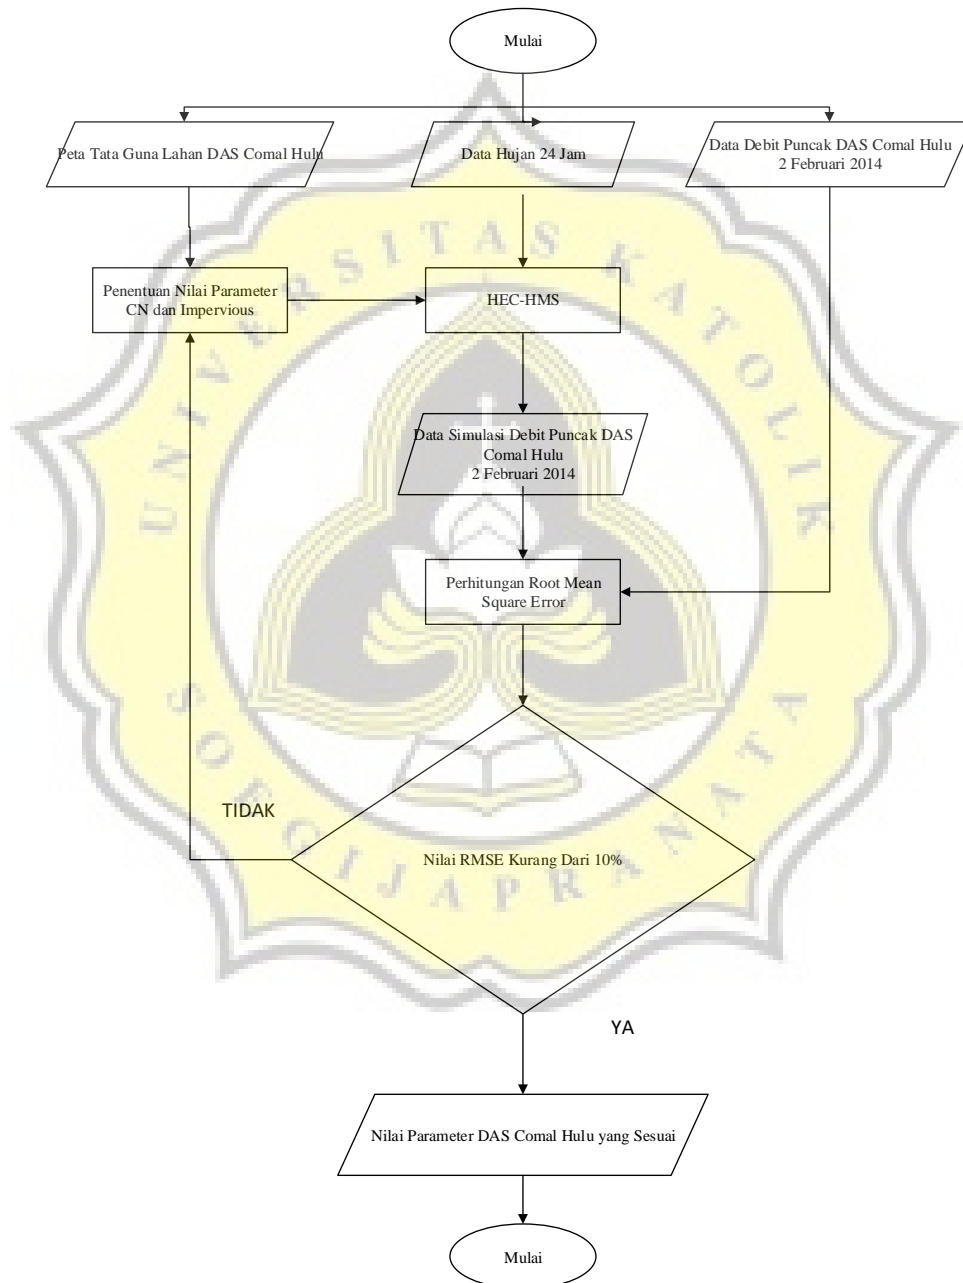 Mulai
Peta Tata Guna Lahan DAS Comal Hulu
Data Hujan 24 Jam
Data Debit Puncak DAS Comal Hulu
2 Februari 2014
Penentuan Nilai Parameter
CN dan Impervious
HEC-HMS
Data Simulasi Debit Puncak DAS
Comal Hulu
2 Februari 2014
Perhitungan Root Mean
Square Error
TIDAK
Nilai RMSE Kurang Dari 10%
YA
Nilai Parameter DAS Comal Hulu yang Sesuai
Mulai
UNIVERSITAS KATOLIK
SOEGIJAPRANATA